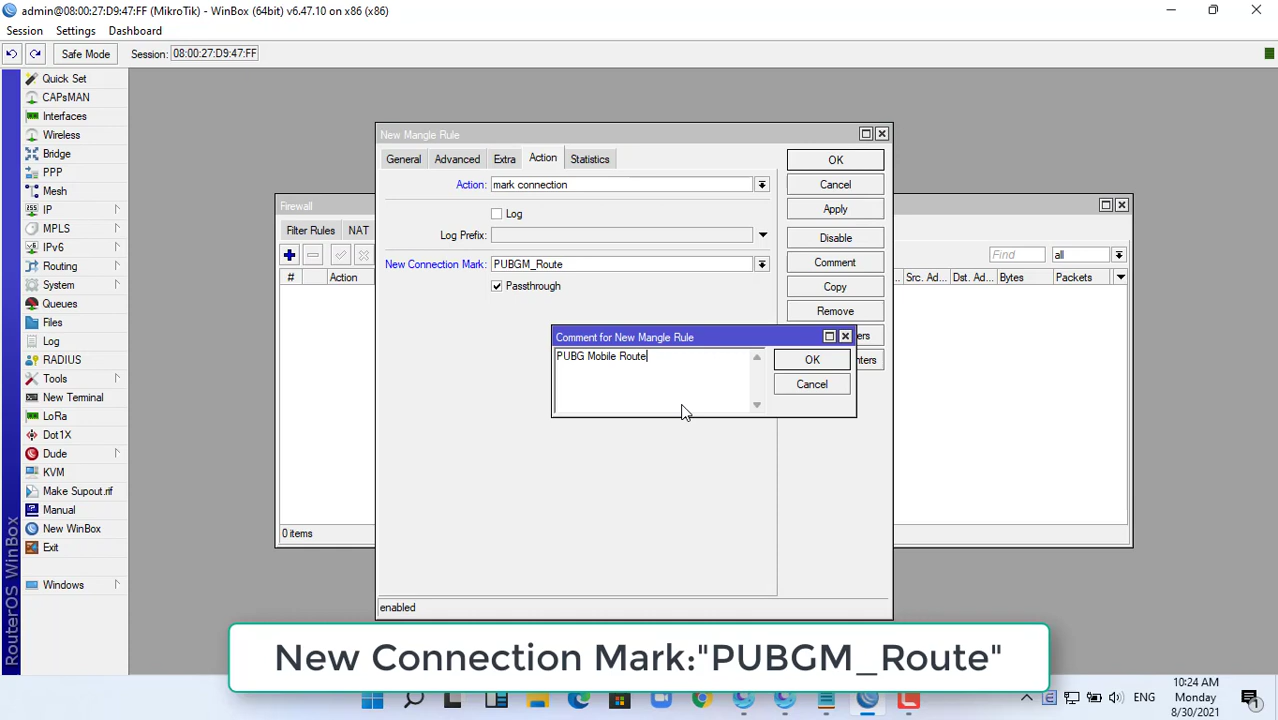 admin@08:00:27:D9:47:FF (MikroTik) - WinBox (64bit) v6.47.10 on x86 (x86)
Session Settings Dashboard
Safe Mode Session: 08:00:27:D9:47:FF
Quick Set
CAPsMAN
Interfaces
Wireless
Bridge
PPP
Mesh
IP
MPLS
IPv6
Routing
System
Queues
Files
Log
RADIUS
Tools
New Terminal
LoRa
Dot1X
Dude
KVM
Make Supout.rif
Manual
New WinBox
Exit
Windows
RouterOS WinBox
Firewall
Filter Rules NAT
Find all
# Action Src. Ad... Dst. Ad... Bytes Packets
0 items
New Mangle Rule
General Advanced Extra Action Statistics
Action: mark connection
Log
Log Prefix:
New Connection Mark: PUBGM_Route
Passthrough
OK
Cancel
Apply
Disable
Comment
Copy
Remove
enabled
Comment for New Mangle Rule
PUBG Mobile Route
OK
Cancel
New Connection Mark:"PUBGM_Route"
ENG
10:24 AM
Monday
8/30/2021
1